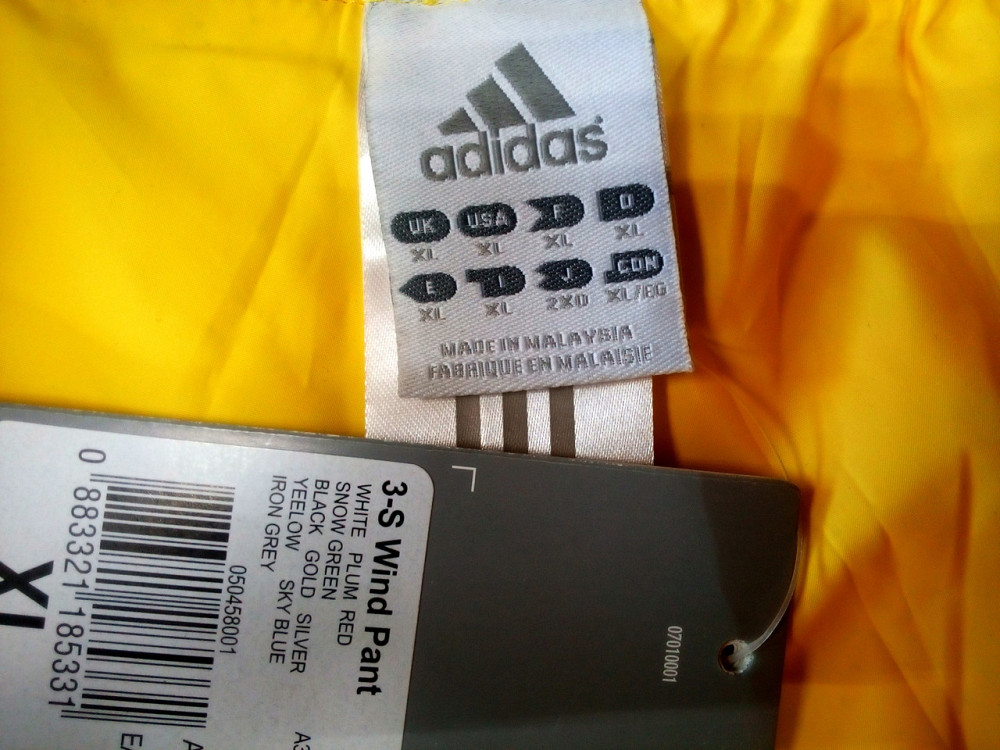 adidas
UK USA F D
XL XL XL XL
E I J CDN
XL XL 2XO XL/EG
MADE IN MALAYSIA
FABRIQUE EN MALAISIE
3-S Wind Pant
WHITE PLUM RED
SNOW GREEN
BLACK GOLD SILVER
YEELOW SKY BLUE
IRON GREY
050458001
0 883321 185331
XL
07010001